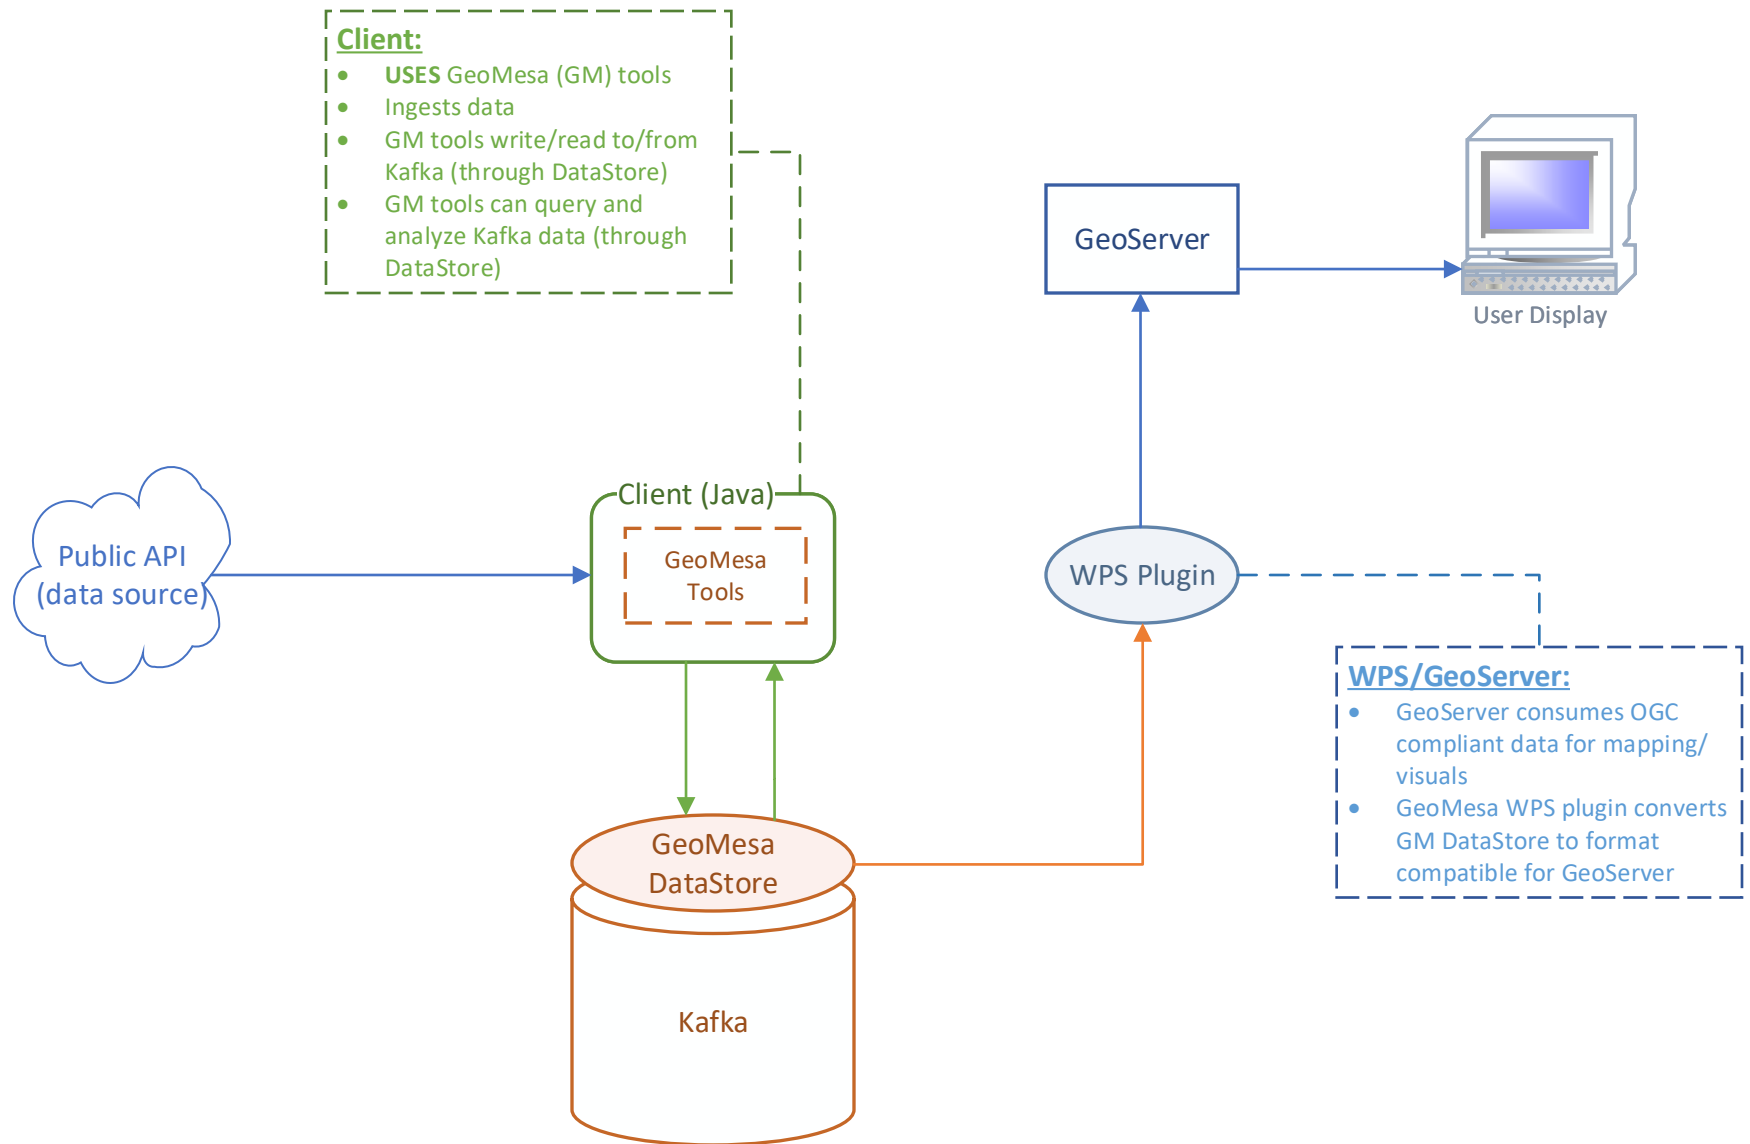 Client:
• USES GeoMesa (GM) tools
• Ingests data
• GM tools write/read to/from
Kafka (through DataStore)
• GM tools can query and
analyze Kafka data (through
DataStore)
GeoServer
User Display
Client (Java)
GeoMesa
Tools
Public API
(data source)
WPS Plugin
WPS/GeoServer:
• GeoServer consumes OGC
compliant data for mapping/
visuals
• GeoMesa WPS plugin converts
GM DataStore to format
compatible for GeoServer
GeoMesa
DataStore
Kafka